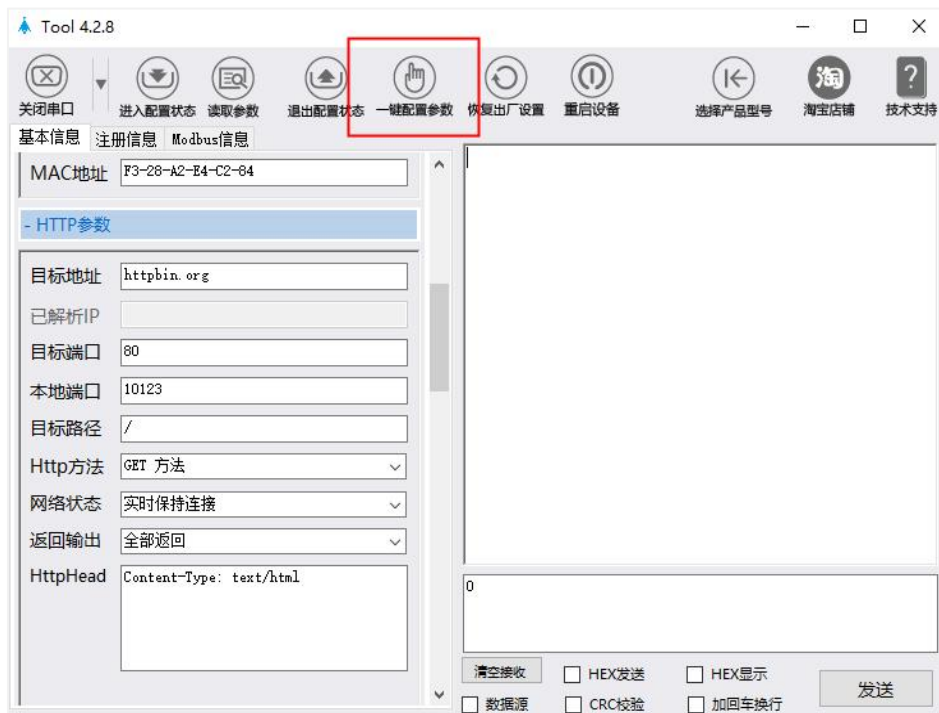 Tool 4.2.8
关闭串口 进入配置状态 读取参数 退出配置状态 一键配置参数 恢复出厂设置 重启设备 选择产品型号 淘 淘宝店铺 ? 技术支持
基本信息 注册信息 Modbus信息
MAC地址 F3-28-A2-E4-C2-84
- HTTP参数
目标地址 httpbin.org
已解析IP
目标端口 80
本地端口 10123
目标路径 /
Http方法 GET 方法
网络状态 实时保持连接
返回输出 全部返回
HttpHead Content-Type: text/html
0
清空接收 HEX发送 HEX显示
数据源 CRC校验 加回车换行
发送